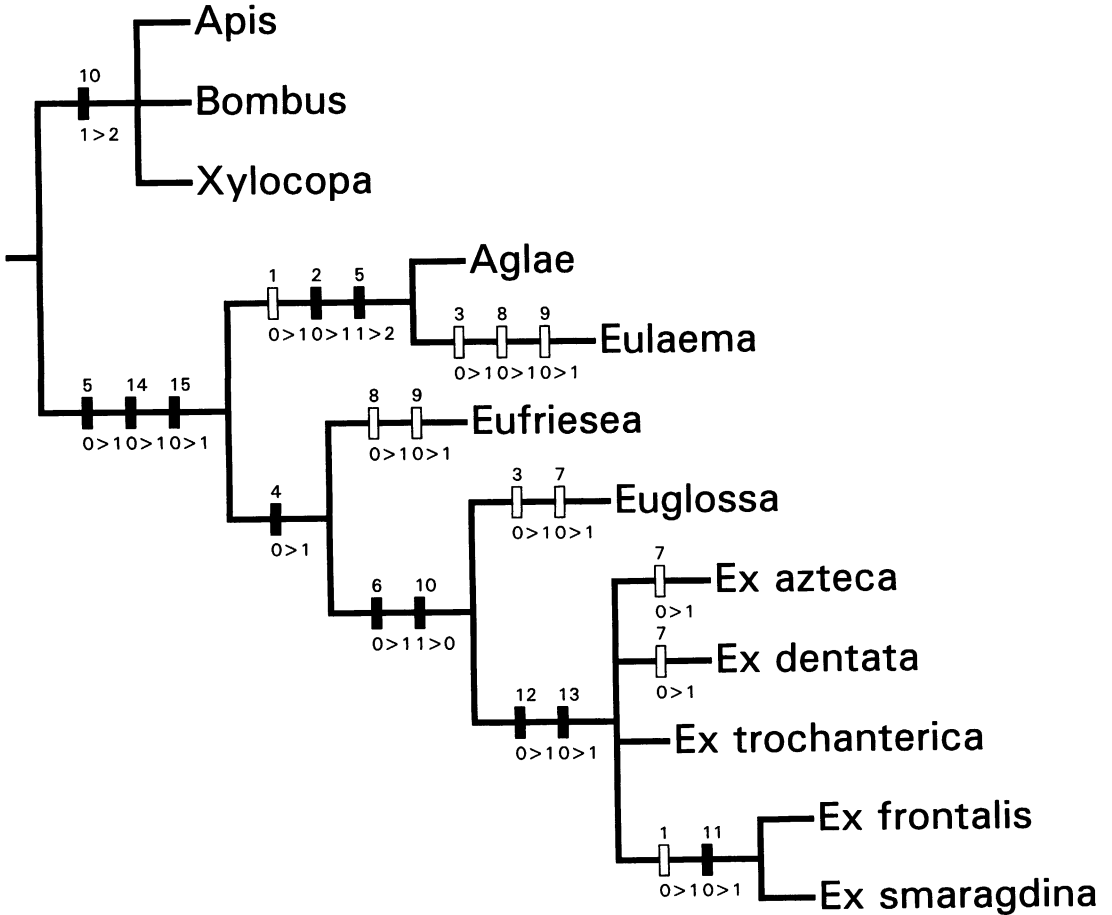 Apis
10
Bombus
1>2
Xylocopa
Aglae
1 2 5
0>1 0>1 1>2
3 8 9
Eulaema
0>1 0>1 0>1
5 14 15
0>1 0>1 0>1
8 9
Eufriesea
0>1 0>1
4
0>1
3 7
Euglossa
0>1 0>1
7
Ex azteca
0>1
6 10
0>1 1>0
7
Ex dentata
0>1
12 13
0>1 0>1
Ex trochanterica
Ex frontalis
1 11
0>1 0>1
Ex smaragdina